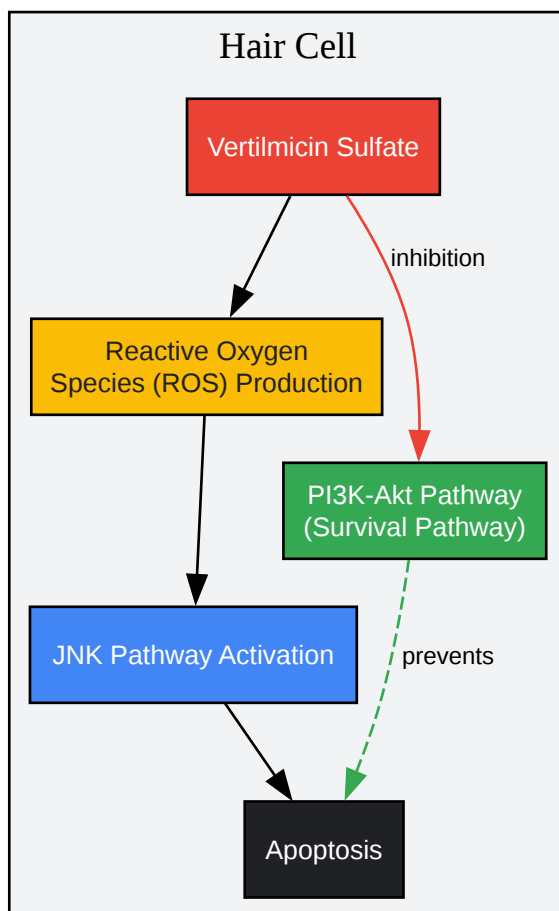 Hair Cell
Vertilmicin Sulfate
inhibition
Reactive Oxygen
Species (ROS) Production
PI3K-Akt Pathway
(Survival Pathway)
JNK Pathway Activation
prevents
Apoptosis